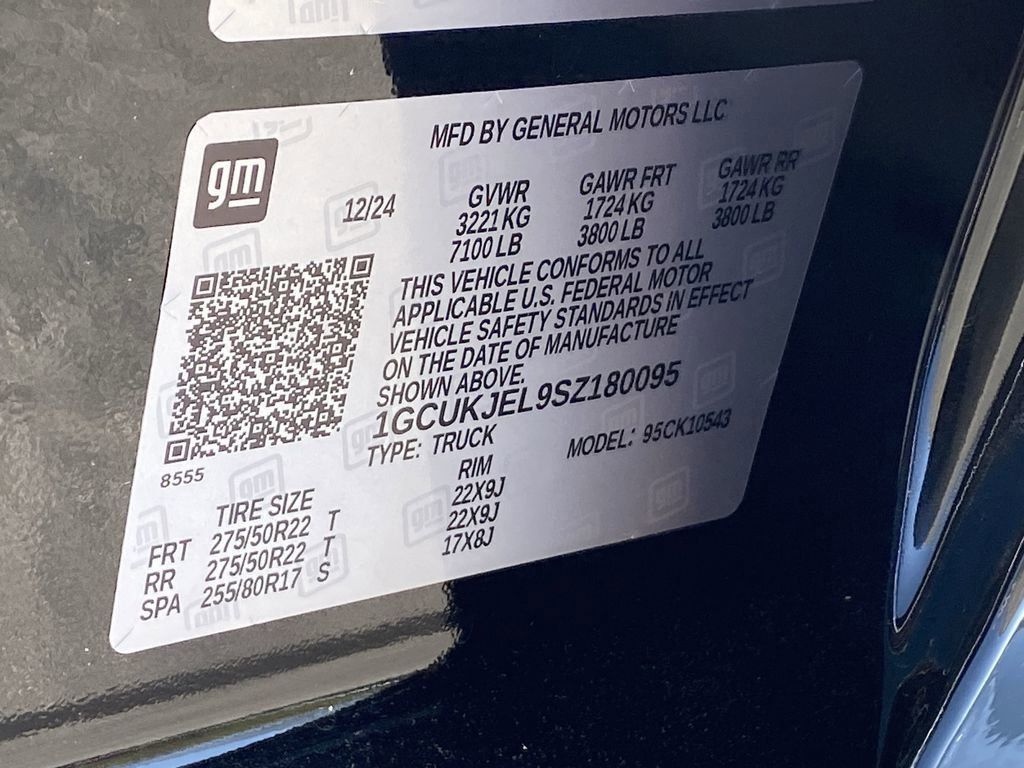 MFD BY GENERAL MOTORS LLC
gm
12/24
GVWR GAWR FRT GAWR RR
3221 KG 1724 KG 1724 KG
7100 LB 3800 LB 3800 LB
THIS VEHICLE CONFORMS TO ALL
APPLICABLE U.S. FEDERAL MOTOR
VEHICLE SAFETY STANDARDS IN EFFECT
ON THE DATE OF MANUFACTURE
SHOWN ABOVE.
1GCUKJEL9SZ180095
TYPE: TRUCK MODEL: 95CK10543
8555
TIRE SIZE RIM
FRT 275/50R22 T 22X9J
RR 275/50R22 T 22X9J
SPA 255/80R17 S 17X8J